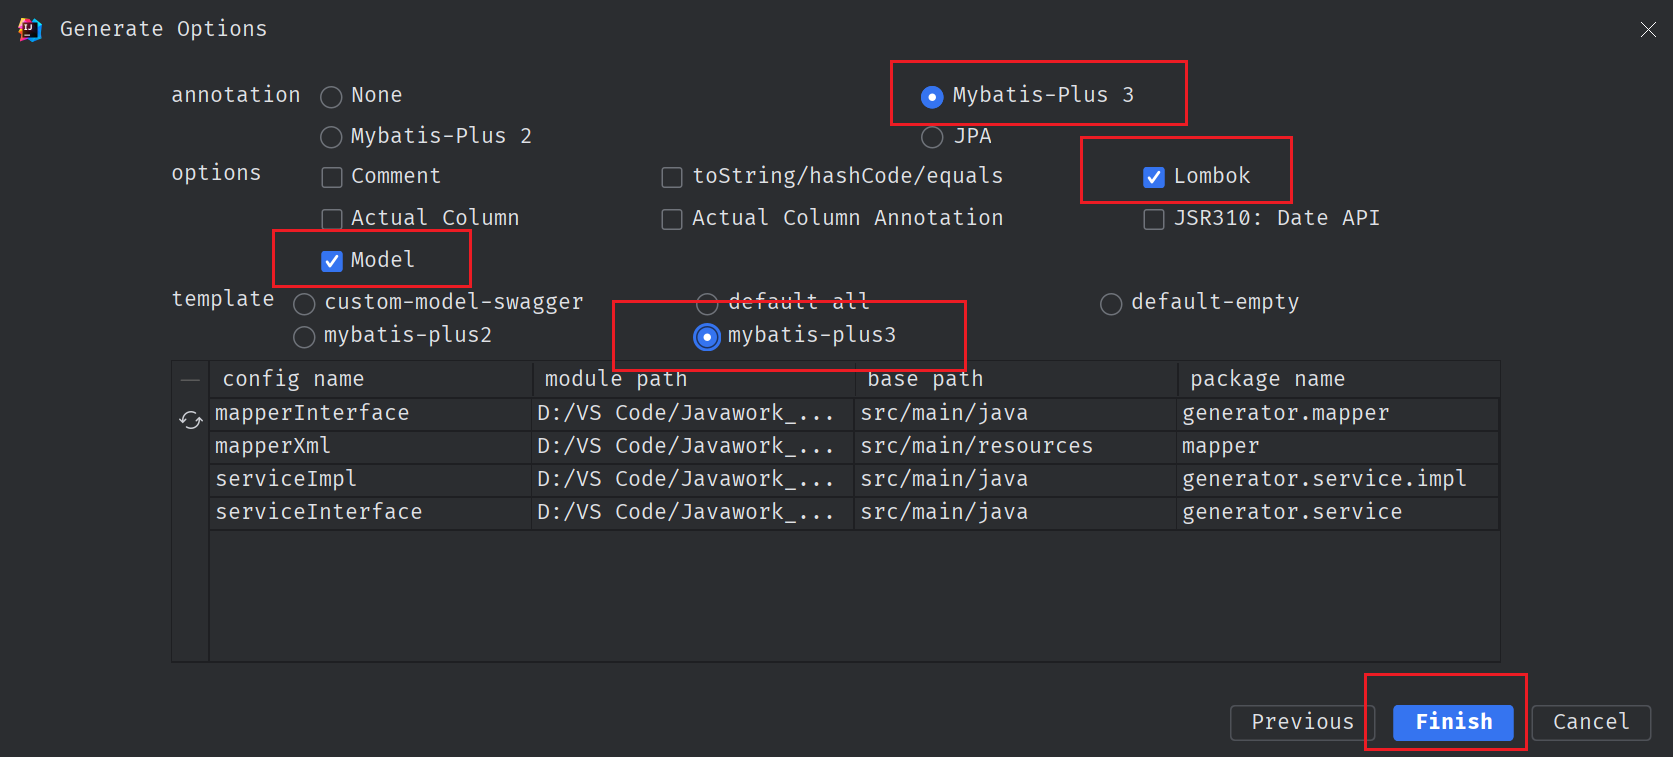 Generate Options
annotation None Mybatis-Plus 3
Mybatis-Plus 2 JPA
options Comment toString/hashCode/equals Lombok
Actual Column Actual Column Annotation JSR310: Date API
Model
template custom-model-swagger default-all default-empty
mybatis-plus2 mybatis-plus3
config name module path base path package name
mapperInterface D:/VS Code/Javawork_... src/main/java generator.mapper
mapperXml D:/VS Code/Javawork_... src/main/resources mapper
serviceImpl D:/VS Code/Javawork_... src/main/java generator.service.impl
serviceInterface D:/VS Code/Javawork_... src/main/java generator.service
Previous Finish Cancel